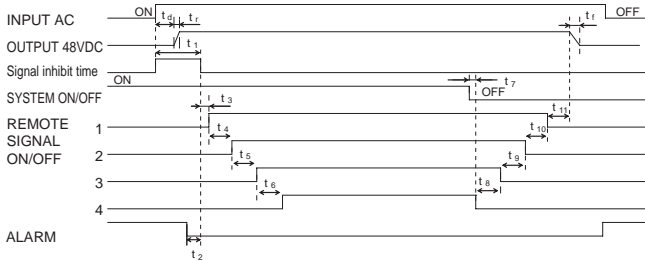 INPUT AC ON OFF
t d t r t f
OUTPUT 48VDC
t 1
Signal inhibit time
ON t 7
SYSTEM ON/OFF OFF
t 3 t 11
REMOTE 1
t 4 t 10
SIGNAL
ON/OFF 2
t 5 t 9
3
t 6 t 8
4
ALARM
t 2